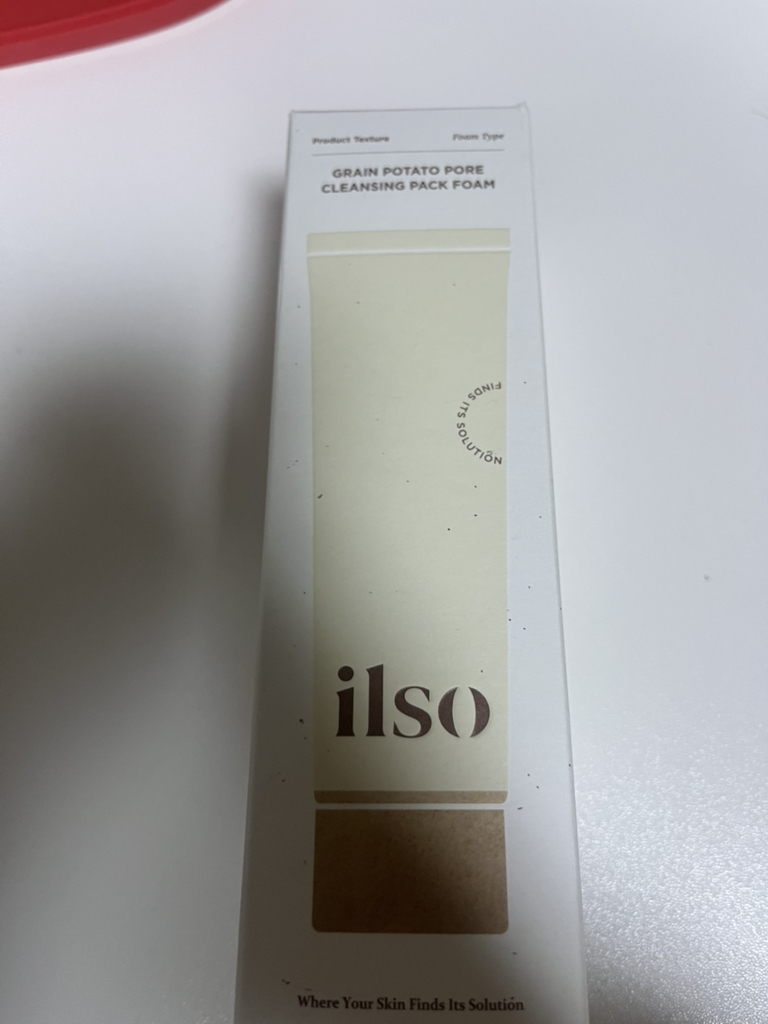 Product Texture
Foam Type
GRAIN POTATO PORE
CLEANSING PACK FOAM
FINDS ITS SOLUTION
ilso
Where Your Skin Finds Its Solution